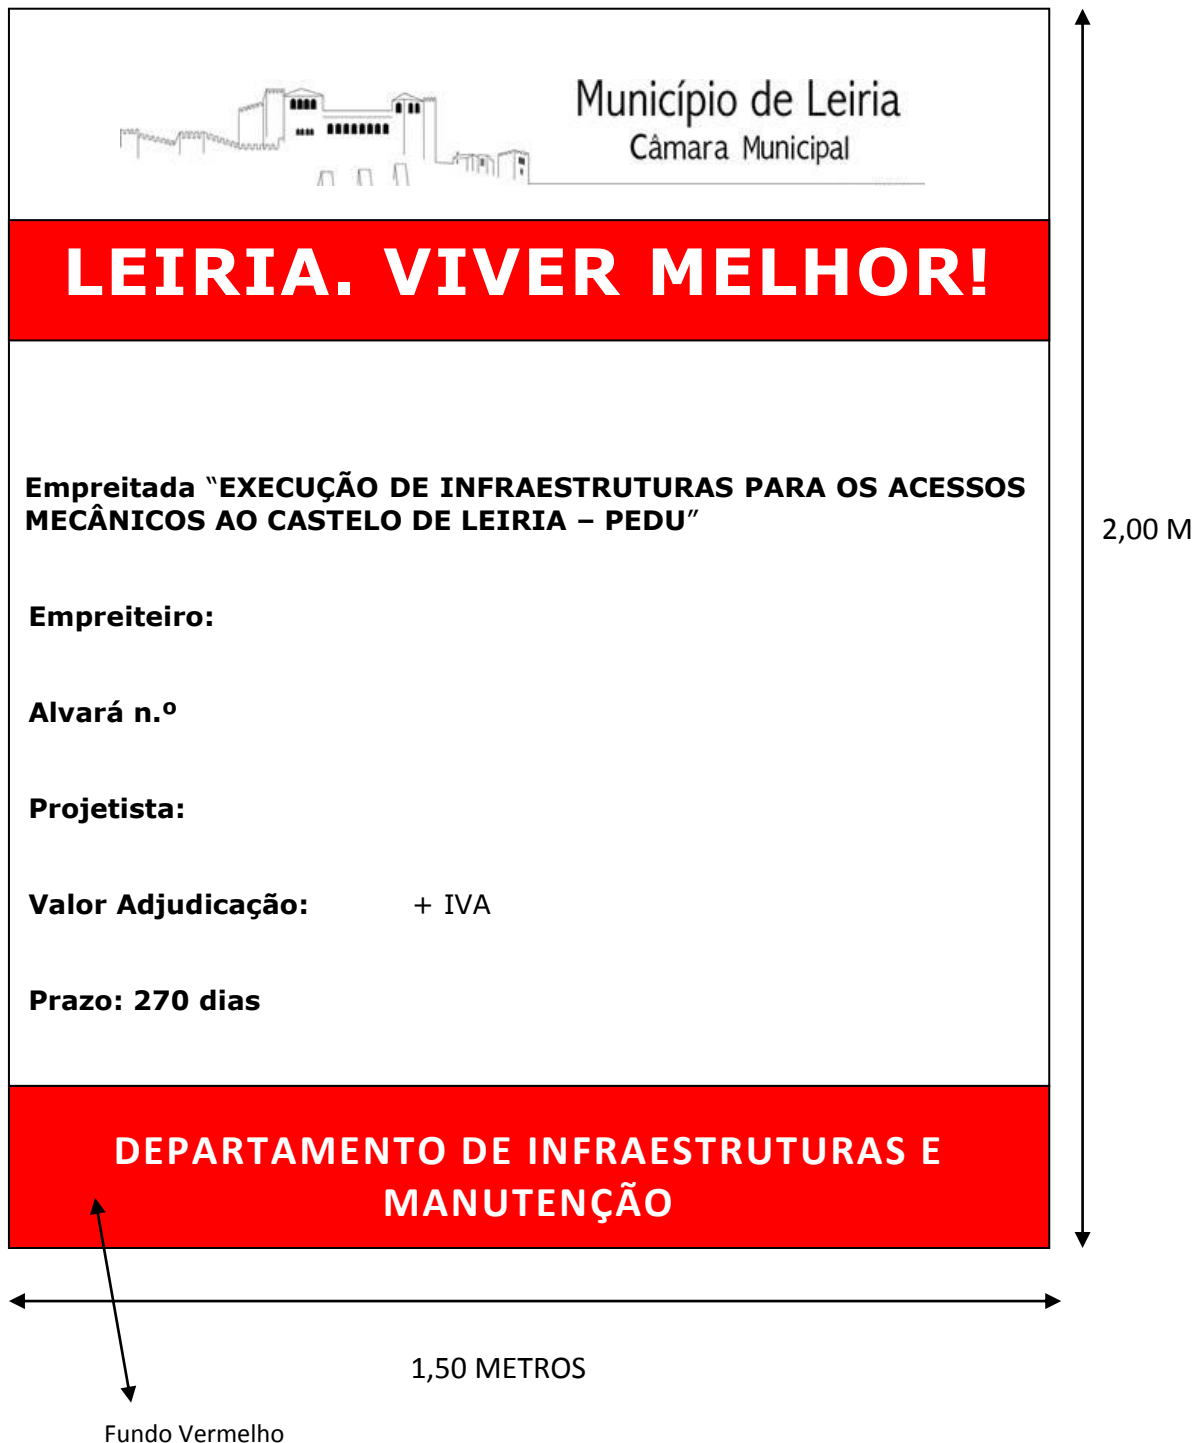 Município de Leiria
Câmara Municipal
LEIRIA. VIVER MELHOR!
Empreitada “EXECUÇÃO DE INFRAESTRUTURAS PARA OS ACESSOS
MECÂNICOS AO CASTELO DE LEIRIA – PEDU”
2,00 M
Empreiteiro:
Alvará n.º
Projetista:
Valor Adjudicação: + IVA
Prazo: 270 dias
DEPARTAMENTO DE INFRAESTRUTURAS E
MANUTENÇÃO
1,50 METROS
Fundo Vermelho